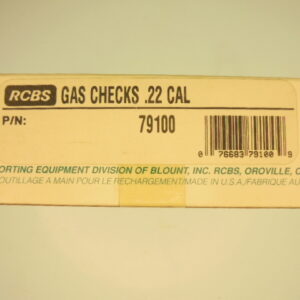 RCBS GAS CHECKS .22 CAL
P/N: 79100
0 76683 79100 9
ORTING EQUIPMENT DIVISION OF BLOUNT, INC. RCBS, OROVILLE, C
OUTILLAGE A MAIN POUR LE RECHARGEMENT/MADE IN U.S.A./FABRIQUE AU